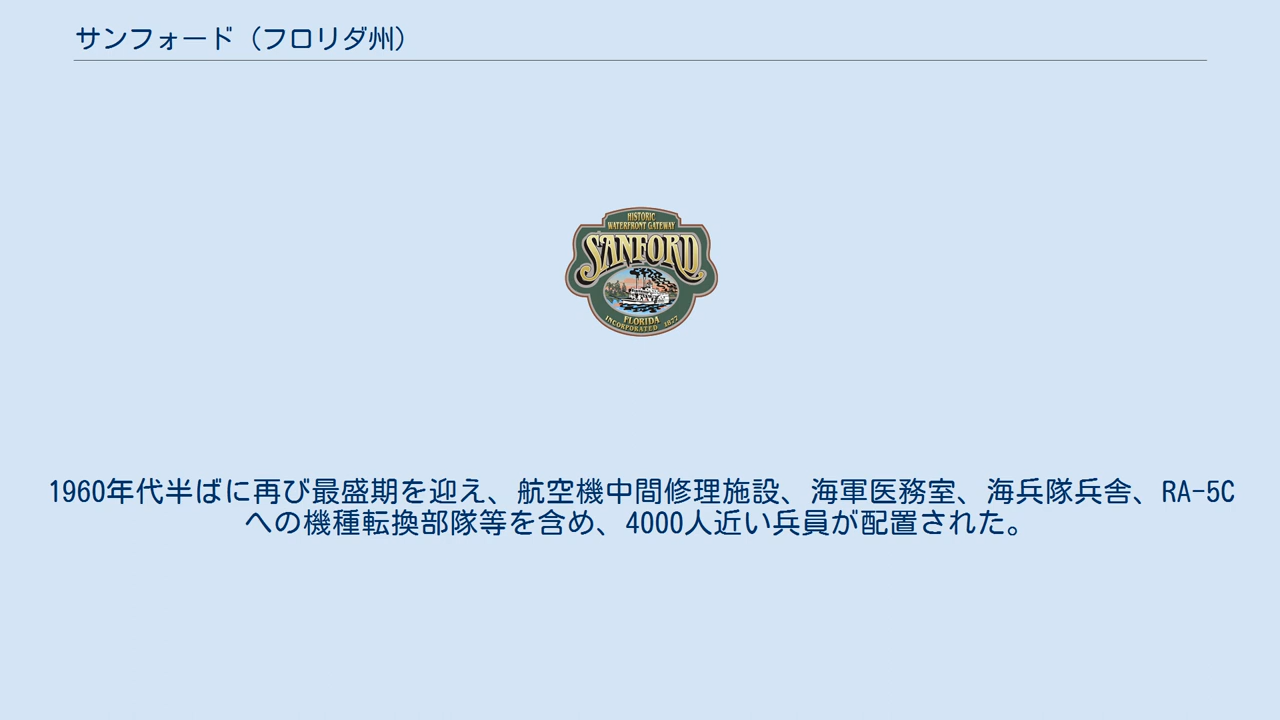 サンフォード（フロリダ州）
HISTORIC
WATERFRONT GATEWAY
SANFORD
FLORIDA
INCORPORATED 1877
1960年代半ばに再び最盛期を迎え、航空機中間修理施設、海軍医務室、海兵隊兵舎、RA-5C
への機種転換部隊等を含め、4000人近い兵員が配置された。